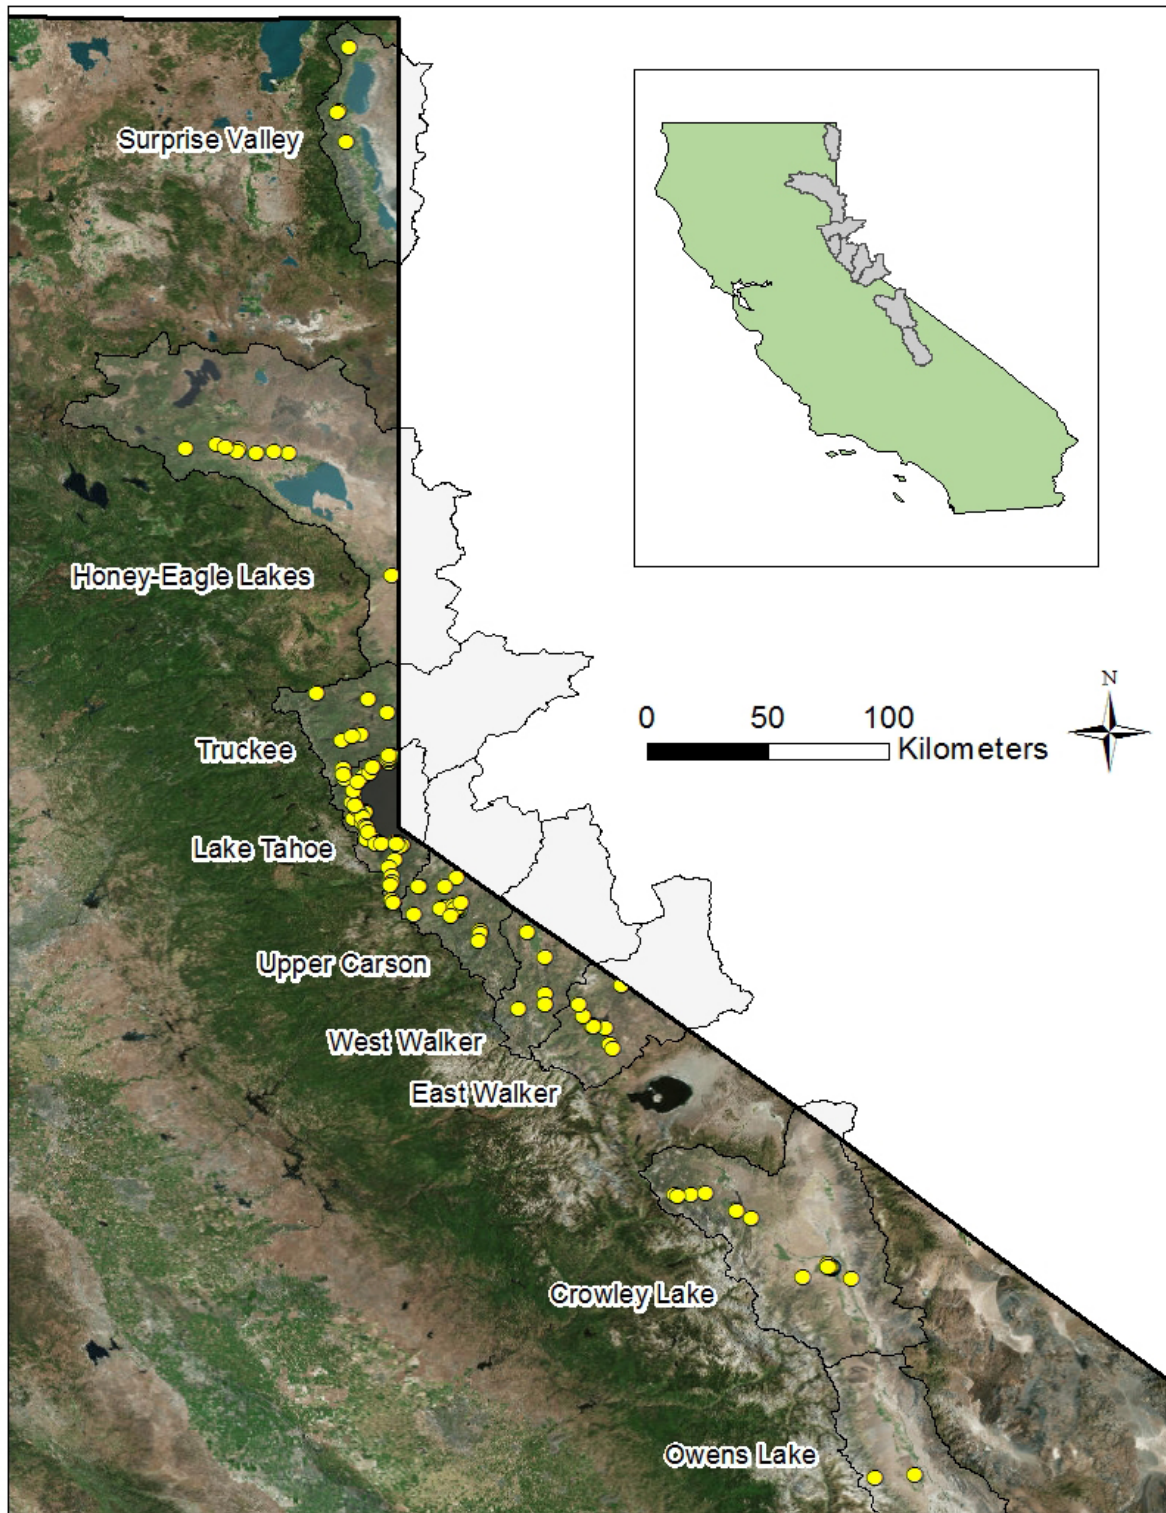 Surprise Valley
Honey-Eagle Lakes
N
0 50 100
Kilometers
Truckee
Lake Tahoe
Upper Carson
West Walker
East Walker
Crowley Lake
Owens Lake